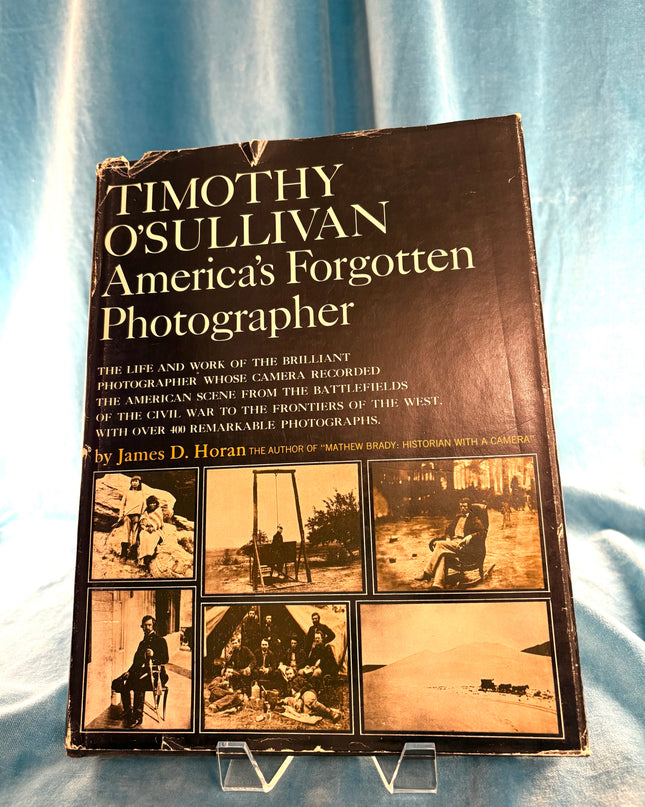 TIMOTHY
O'SULLIVAN
America's Forgotten
Photographer
THE LIFE AND WORK OF THE BRILLIANT
PHOTOGRAPHER WHOSE CAMERA RECORDED
THE AMERICAN SCENE FROM THE BATTLEFIELDS
OF THE CIVIL WAR TO THE FRONTIERS OF THE WEST,
WITH OVER 400 REMARKABLE PHOTOGRAPHS.
by James D. Horan THE AUTHOR OF "MATHEW BRADY: HISTORIAN WITH A CAMERA"